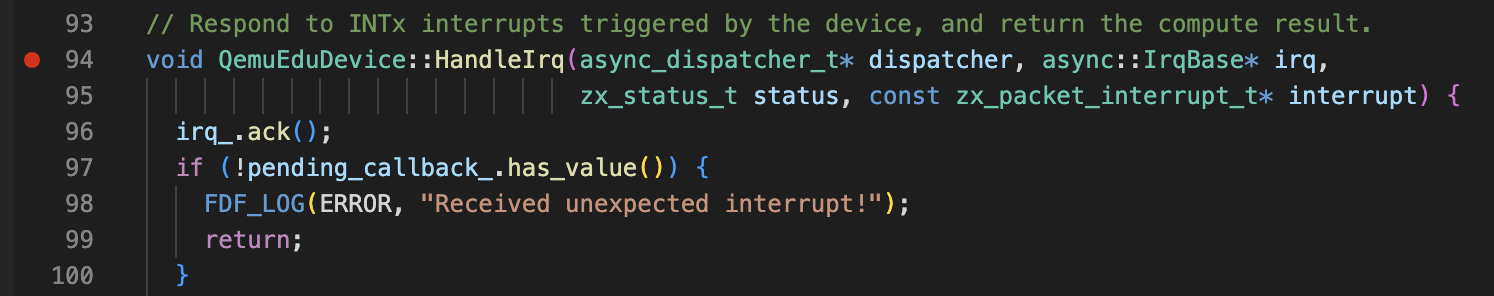 93 // Respond to INTx interrupts triggered by the device, and return the compute result.
94 void QemuEduDevice::HandleIrq(async_dispatcher_t* dispatcher, async::IrqBase* irq,
95 zx_status_t status, const zx_packet_interrupt_t* interrupt) {
96 irq_.ack();
97 if (!pending_callback_.has_value()) {
98 FDF_LOG(ERROR, "Received unexpected interrupt!");
99 return;
100 }